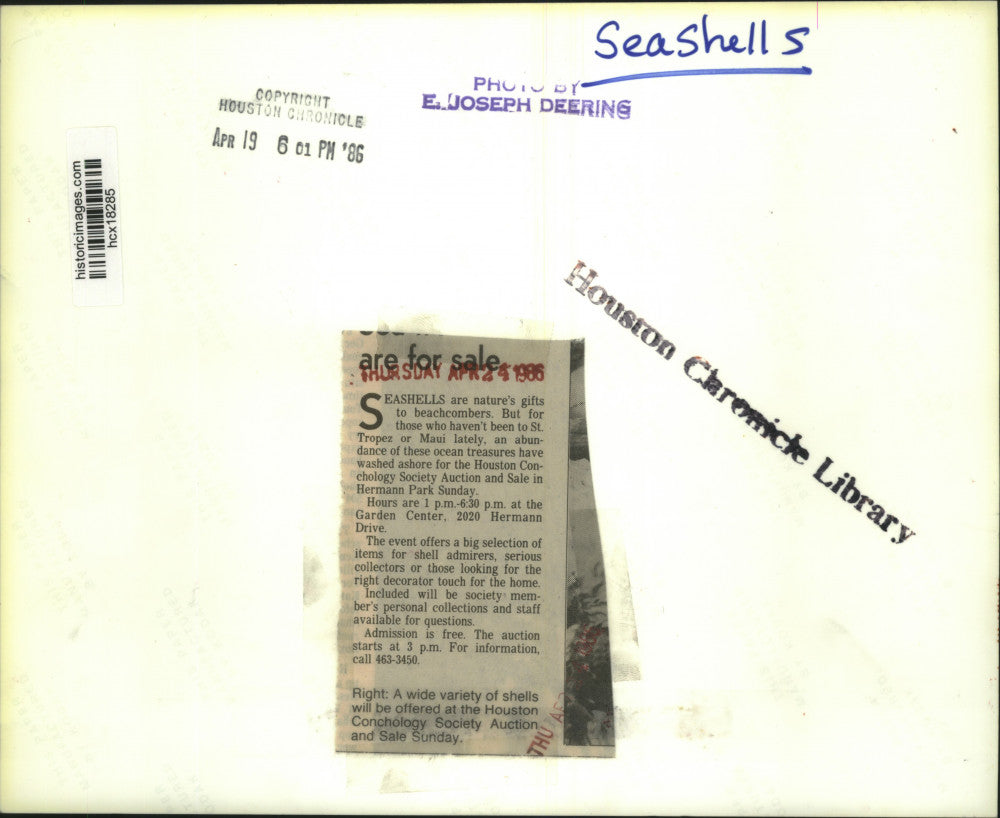 SeaShells
PHOTO BY
E. JOSEPH DEERING
COPYRIGHT
HOUSTON CHRONICLE
APR 19 6 01 PM '86
historicimages.com
hcx18285
Houston Chronicle Library
are for sale
THURSDAY APR 24 1986
SEASHELLS are nature's gifts
to beachcombers. But for
those who haven't been to St.
Tropez or Maui lately, an abun-
dance of these ocean treasures have
washed ashore for the Houston Con-
chology Society Auction and Sale in
Hermann Park Sunday.
Hours are 1 p.m.-6:30 p.m. at the
Garden Center, 2020 Hermann
Drive.
The event offers a big selection of
items for shell admirers, serious
collectors or those looking for the
right decorator touch for the home.
Included will be society mem-
ber's personal collections and staff
available for questions.
Admission is free. The auction
starts at 3 p.m. For information,
call 463-3450.
Right: A wide variety of shells
will be offered at the Houston
Conchology Society Auction
and Sale Sunday.
THU AP